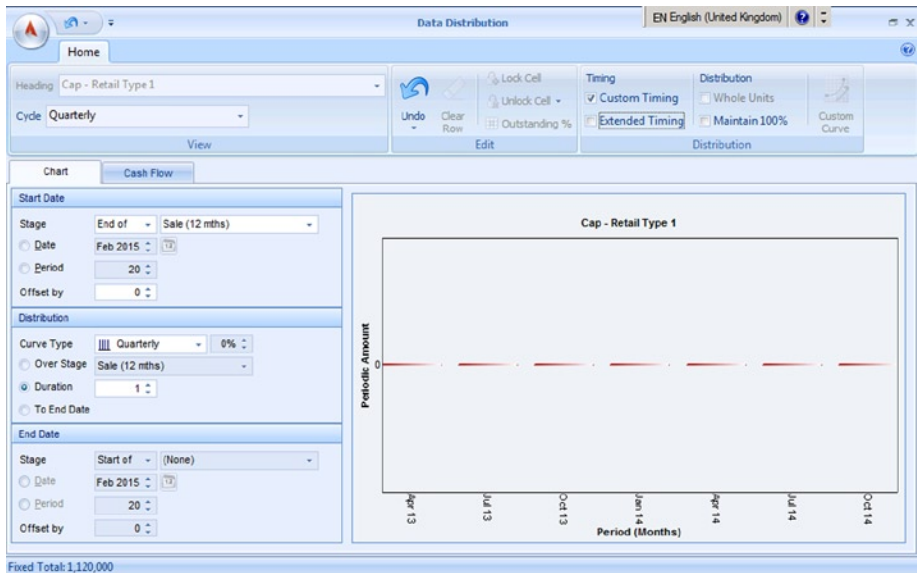 Data Distribution
EN English (United Kingdom)
Home
Heading Cap - Retail Type 1
Cycle Quarterly
View
Undo
Clear Row
Lock Cell
Unlock Cell
Outstanding %
Edit
Timing
Custom Timing
Extended Timing
Distribution
Whole Units
Maintain 100%
Custom Curve
Distribution
Chart
Cash Flow
Start Date
Stage End of Sale (12 mths)
Date Feb 2015
Period 20
Offset by 0
Distribution
Curve Type Quarterly 0%
Over Stage Sale (12 mths)
Duration 1
To End Date
End Date
Stage Start of (None)
Date Feb 2015
Period 20
Offset by 0
Cap - Retail Type 1
Periodic Amount
0
Apr 13 Jul 13 Oct 13 Jan 14 Apr 14 Jul 14 Oct 14
Period (Months)
Fixed Total: 1,120,000